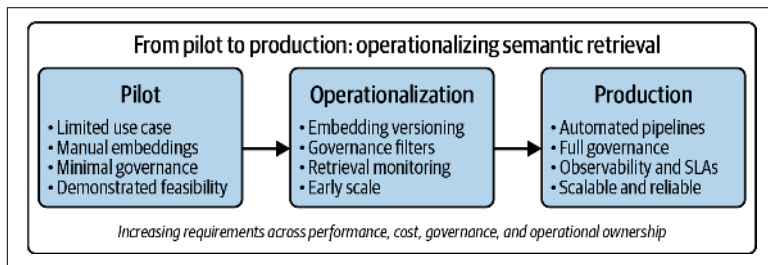 From pilot to production: operationalizing semantic retrieval
Pilot
• Limited use case
• Manual embeddings
• Minimal governance
• Demonstrated feasibility
Operationalization
• Embedding versioning
• Governance filters
• Retrieval monitoring
• Early scale
Production
• Automated pipelines
• Full governance
• Observability and SLAs
• Scalable and reliable
Increasing requirements across performance, cost, governance, and operational ownership